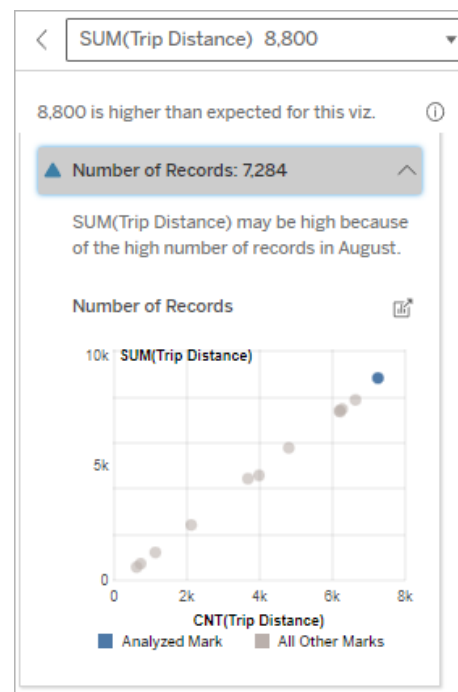 SUM(Trip Distance) 8,800
8,800 is higher than expected for this viz.
Number of Records: 7,284
SUM(Trip Distance) may be high because
of the high number of records in August.
Number of Records
10k
SUM(Trip Distance)
5k
0
0 2k 4k 6k 8k
CNT(Trip Distance)
Analyzed Mark All Other Marks